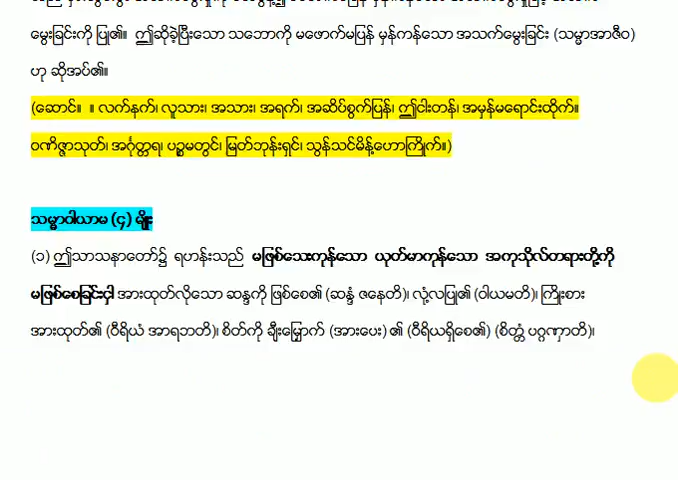 မွေးခြင်းကို ပြု၏။ ဤဆိုခဲ့ပြီးသော သဘောကို မဖောက်မပြန် မှန်ကန်သော အသက်မွေးခြင်း (သမ္မာအာဇီဝ)
ဟု ဆိုအပ်၏။
(ဆောင်။ ။ လက်နက်၊ လူသား၊ အသား၊ အရက်၊ အဆိပ်စွက်ပြန်၊ ဤငါးတန်၊ အမှန်မရောင်းထိုက်။
ဝဏိဇ္ဇာသုတ်၊ အင်္ဂုတ္တရ၊ ပဉ္စမတွင်၊ မြတ်ဘုန်းရှင်၊ သွန်သင်မိန့်ဟောကြိုက်။)
သမ္မာဝါယာမ (၄) မျိုး
(၁) ဤသာသနာတော်၌ ရဟန်းသည် မဖြစ်သေးကုန်သော ယုတ်မာကုန်သော အကုသိုလ်တရားတို့ကို
မဖြစ်စေခြင်းငှါ အားထုတ်လိုသော ဆန္ဒကို ဖြစ်စေ၏ (ဆန္ဒံ ဇနေတိ)၊ လုံ့လပြု၏ (ဝါယမတိ)၊ ကြိုးစား
အားထုတ်၏ (ဝီရိယံ အာရဘတိ)၊ စိတ်ကို ချီးမြှောက် (အားပေး) ၏ (ဝီရိယရှိစေ၏) (စိတ္တံ ပဂ္ဂဏှာတိ)၊